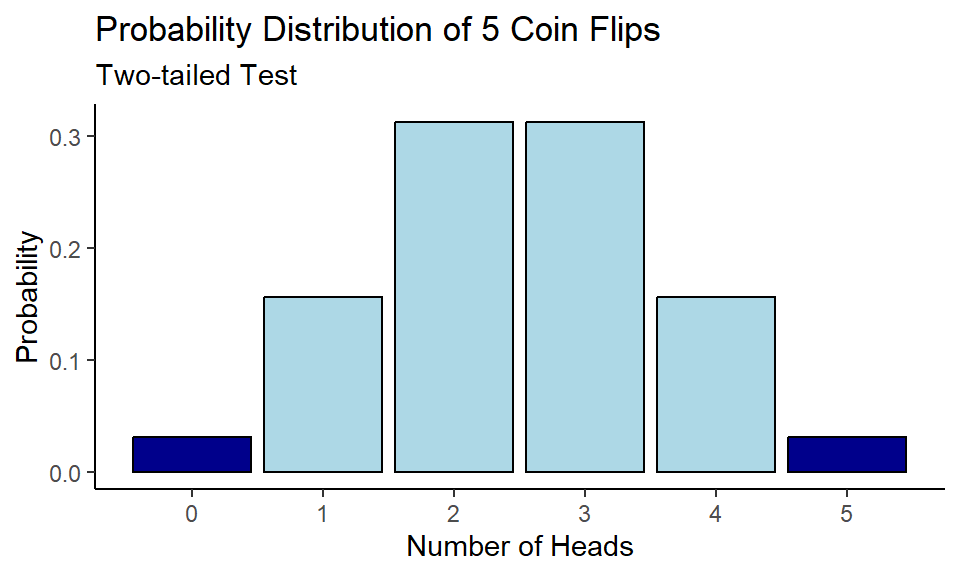 Probability Distribution of 5 Coin Flips
Two-tailed Test
Probability
0.3
0.2
0.1
0.0
0 1 2 3 4 5
Number of Heads